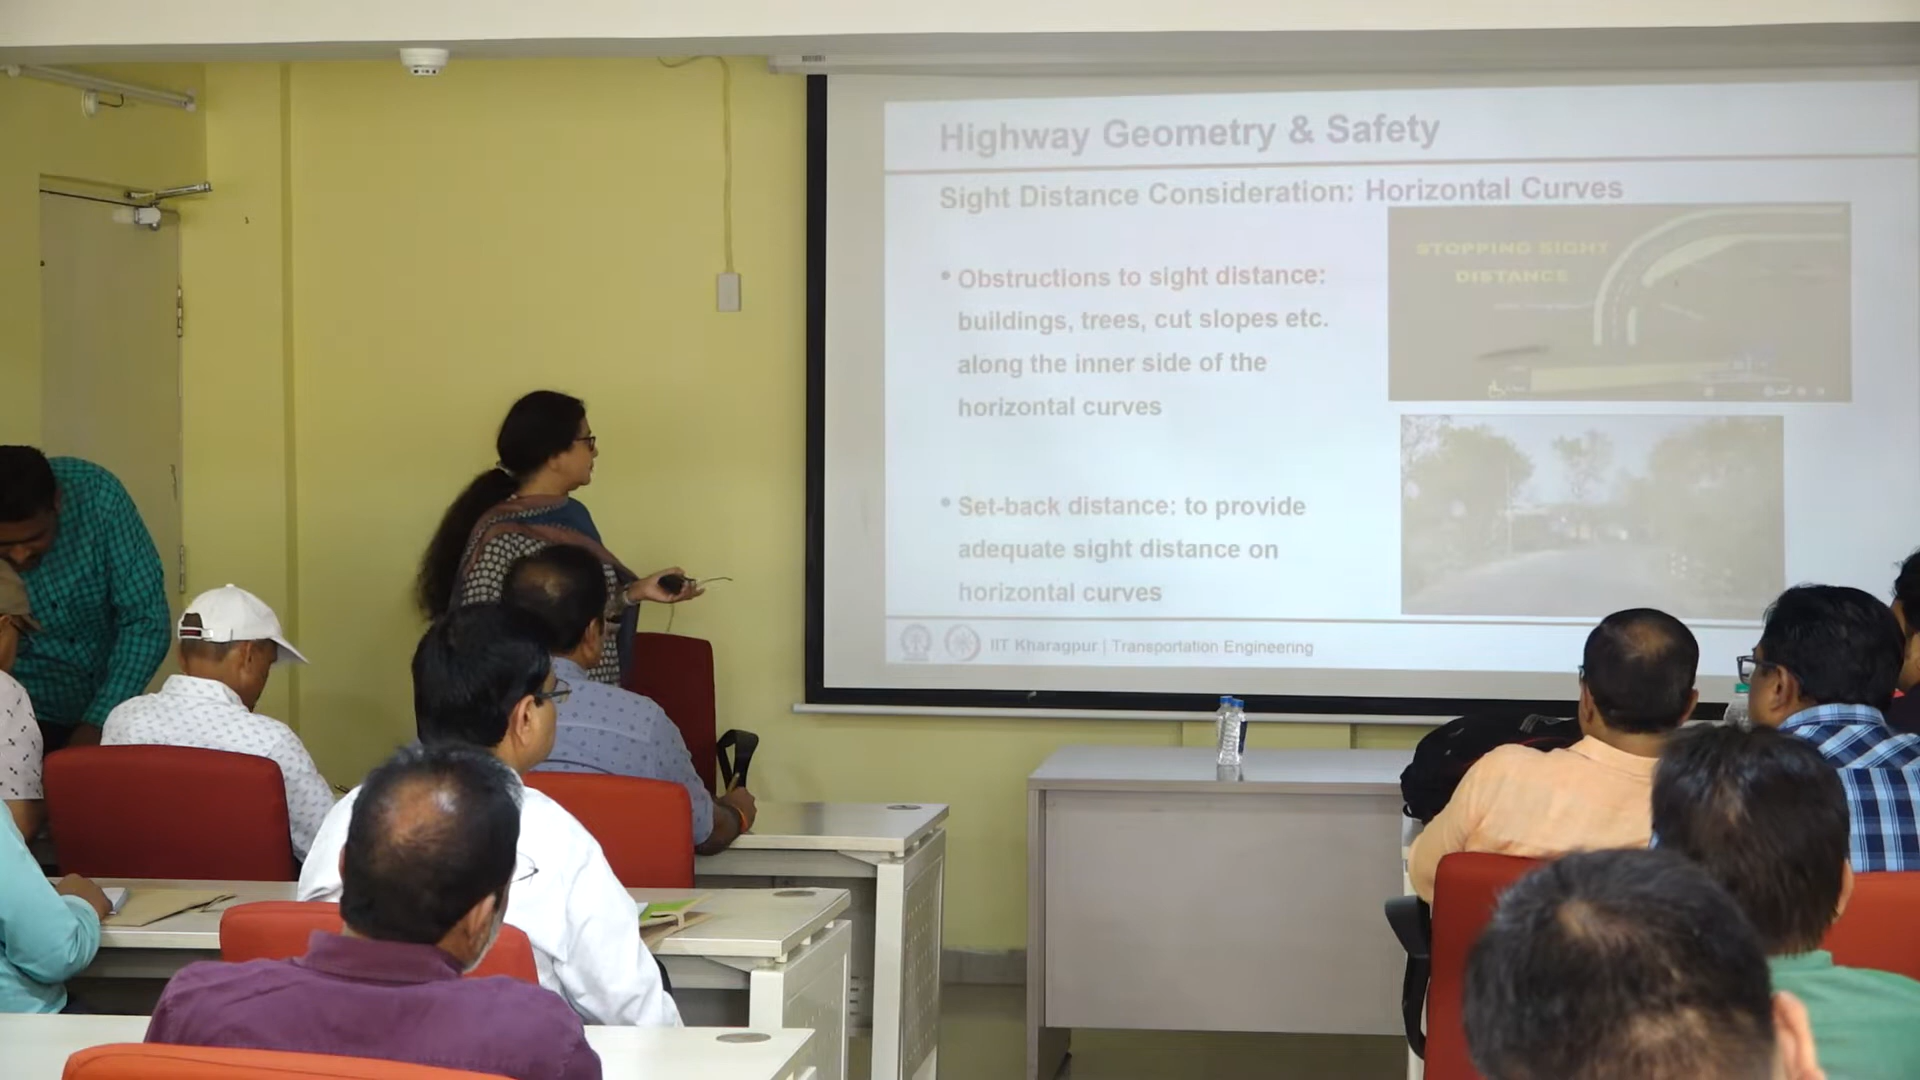 Highway Geometry & Safety
Sight Distance Consideration: Horizontal Curves
STOPPING SIGHT
DISTANCE
• Obstructions to sight distance:
buildings, trees, cut slopes etc.
along the inner side of the
horizontal curves
• Set-back distance: to provide
adequate sight distance on
horizontal curves
IIT Kharagpur | Transportation Engineering